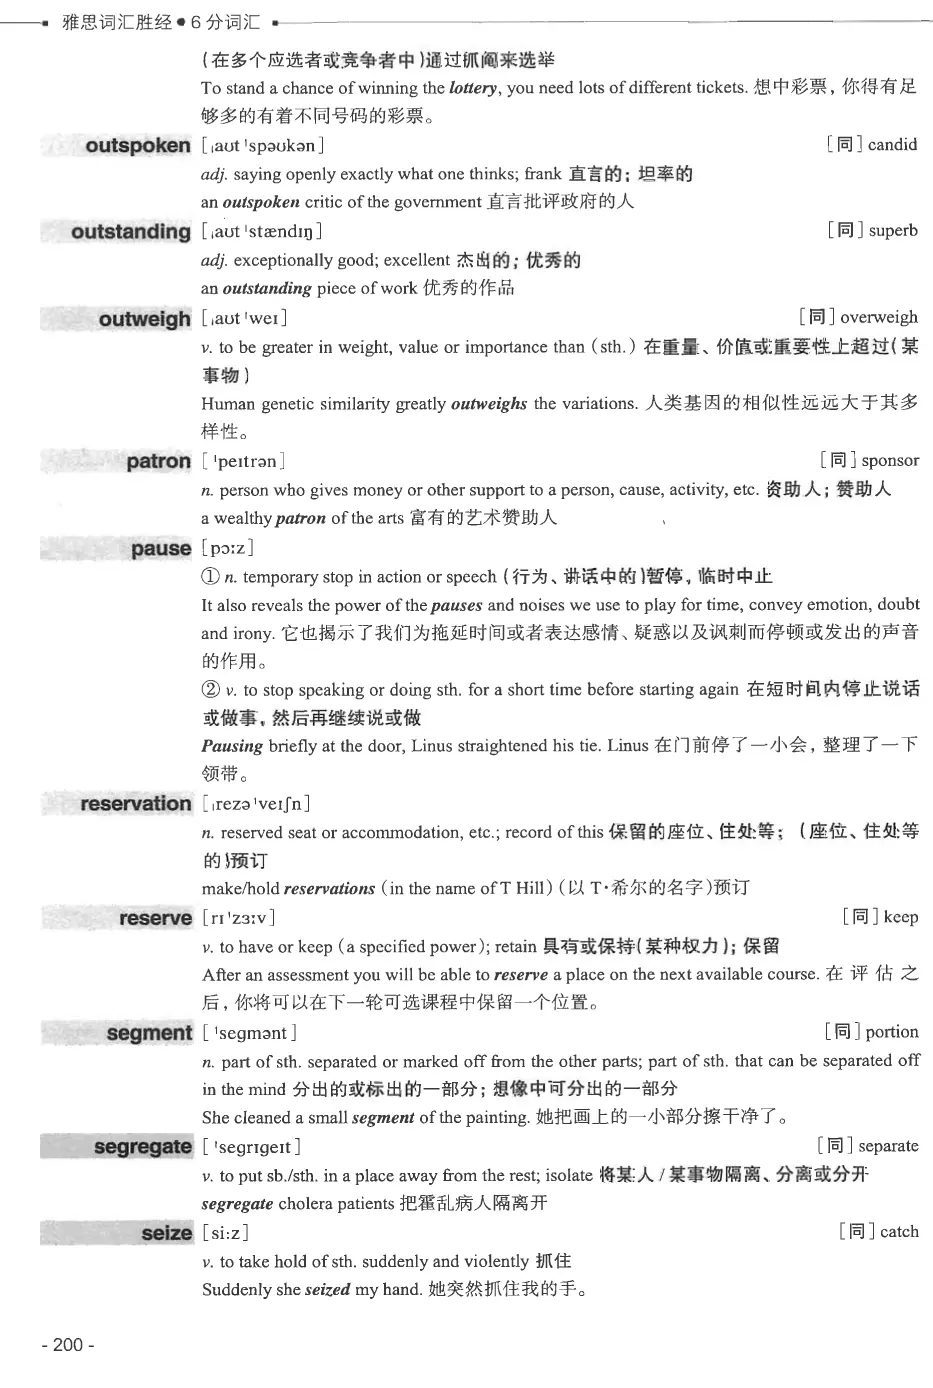 雅思词汇胜经●6分词汇
(在多个应选者或竞争者中)通过抓阄来选举
To stand a chance of winning the lottery, you need lots of different tickets. 想中彩票，你得有足
够多的有着不同号码的彩票。
outspoken [ˌaʊt ˈspəʊkən] [同] candid
adj. saying openly exactly what one thinks; frank 直言的；坦率的
an outspoken critic of the government 直言批评政府的人
outstanding [ˌaʊt ˈstændɪŋ] [同] superb
adj. exceptionally good; excellent 杰出的；优秀的
an outstanding piece of work 优秀的作品
outweigh [ˌaʊt ˈweɪ] [同] overweigh
v. to be greater in weight, value or importance than (sth.) 在重量、价值或重要性上超过(某
事物)
Human genetic similarity greatly outweighs the variations. 人类基因的相似性远远大于其多
样性。
patron [ˈpeɪtrən] [同] sponsor
n. person who gives money or other support to a person, cause, activity, etc. 资助人；赞助人
a wealthy patron of the arts 富有的艺术赞助人
pause [pɔːz]
① n. temporary stop in action or speech (行为、讲话中的)暂停，临时中止
It also reveals the power of the pauses and noises we use to play for time, convey emotion, doubt
and irony. 它也揭示了我们为拖延时间或者表达感情、疑惑以及讽刺而停顿或发出的声音
的作用。
② v. to stop speaking or doing sth. for a short time before starting again 在短时间内停止说话
或做事，然后再继续说或做
Pausing briefly at the door, Linus straightened his tie. Linus 在门前停了一小会，整理了一下
领带。
reservation [ˌrezəˈveɪʃn]
n. reserved seat or accommodation, etc.; record of this 保留的座位、住处等；(座位、住处等
的)预订
make/hold reservations (in the name of T Hill) (以 T·希尔的名字)预订
reserve [rɪˈzɜːv] [同] keep
v. to have or keep (a specified power); retain 具有或保持(某种权力)；保留
After an assessment you will be able to reserve a place on the next available course. 在评估之
后，你将可以在下一轮可选课程中保留一个位置。
segment [ˈsegmənt] [同] portion
n. part of sth. separated or marked off from the other parts; part of sth. that can be separated off
in the mind 分出的或标出的一部分；想像中可分出的一部分
She cleaned a small segment of the painting. 她把画上的一小部分擦干净了。
segregate [ˈsegrɪgeɪt] [同] separate
v. to put sb./sth. in a place away from the rest; isolate 将某人/某事物隔离、分离或分开
segregate cholera patients 把霍乱病人隔离开
seize [siːz] [同] catch
v. to take hold of sth. suddenly and violently 抓住
Suddenly she seized my hand. 她突然抓住我的手。
- 200 -